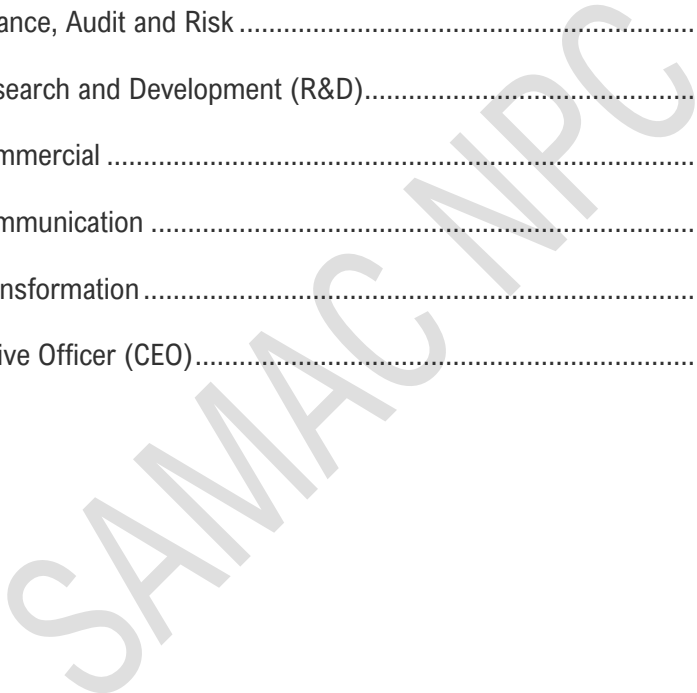 ance, Audit and Risk ..............................................................
search and Development (R&D).............................................
mmercial ................................................................................
mmunication ..........................................................................
nsformation ...........................................................................
ive Officer (CEO)....................................................................
SAMAC NPC